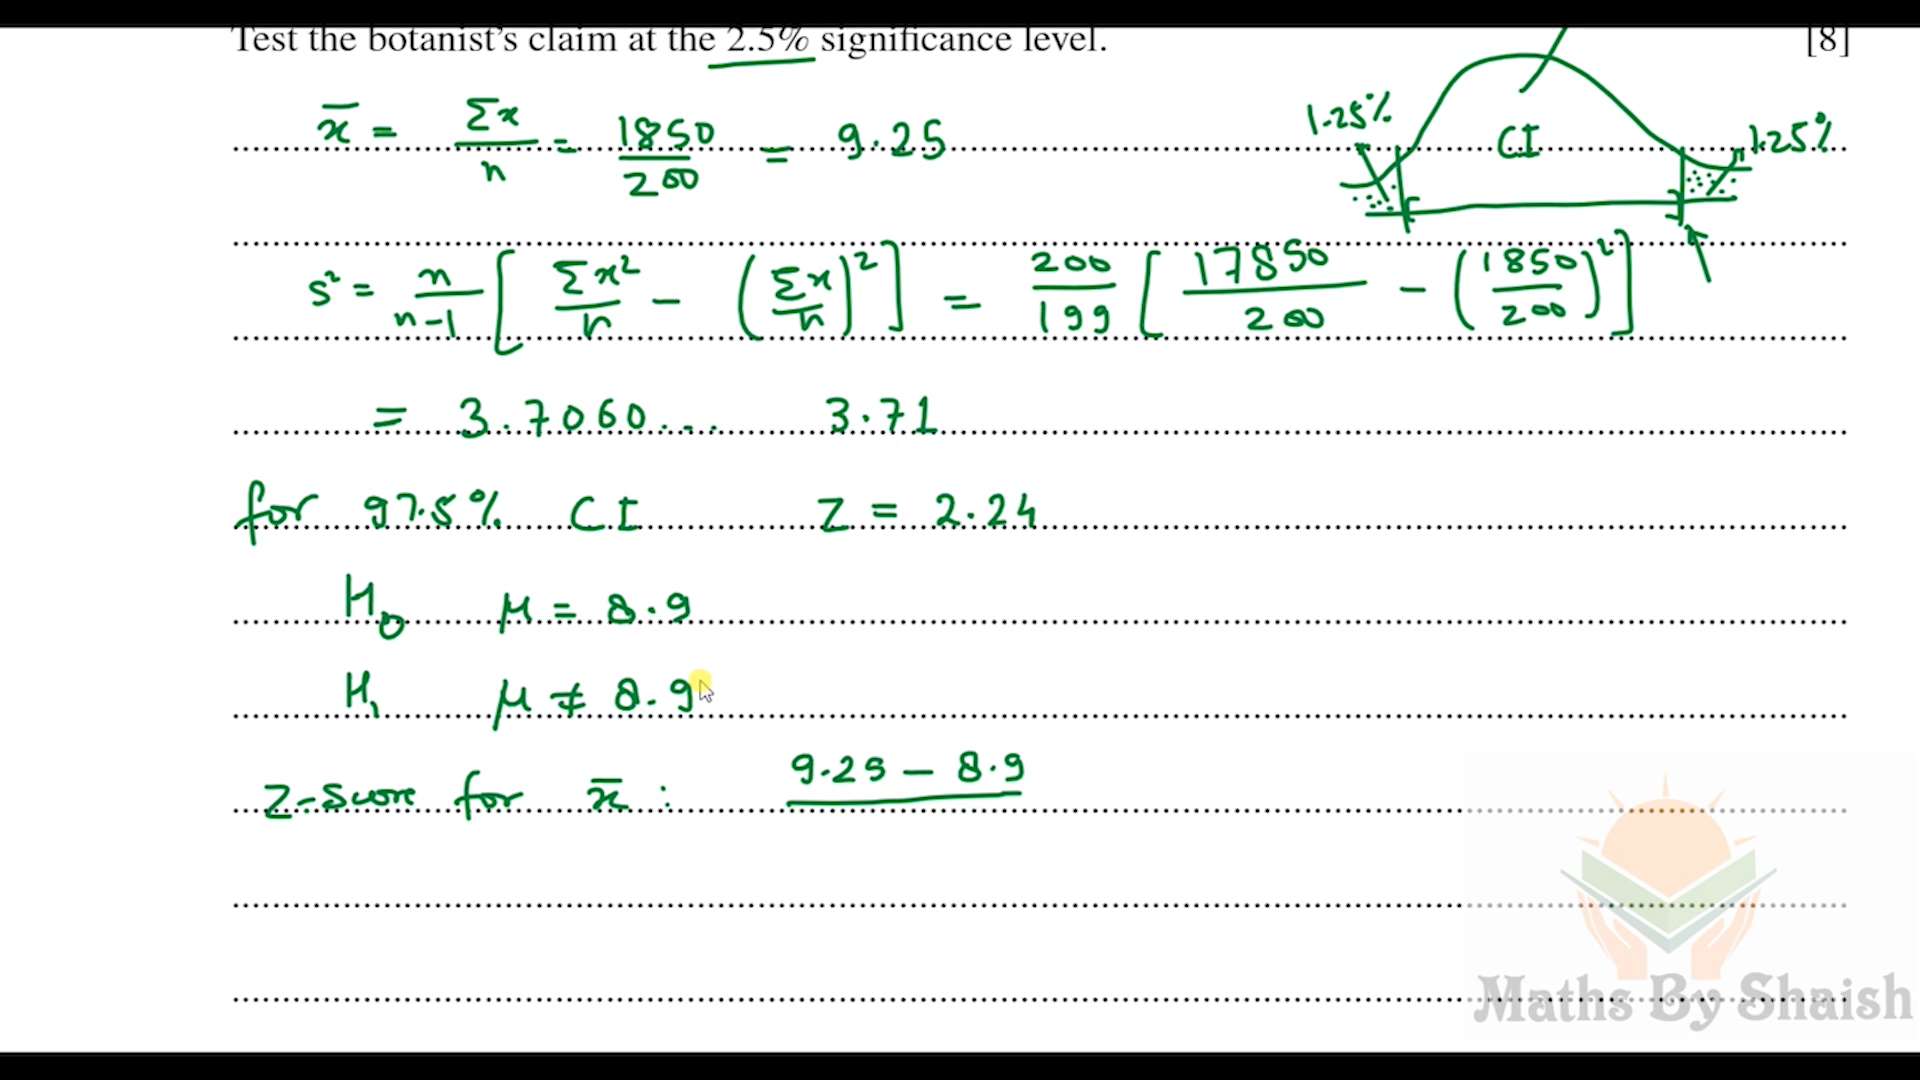 Test the botanist's claim at the 2.5% significance level. [8]
x̄ = Σx/n = 1850/200 = 9.25
1.25% CI 1.25%
s² = n/n-1 [ Σx²/n - (Σx/n)² ] = 200/199 [ 17850/200 - (1850/200)² ]
= 3.7060... 3.71
for 97.5% CI Z = 2.24
H₀ μ = 8.9
H₁ μ ≠ 8.9
Z-score for x̄ : 9.25 - 8.9
Maths By Shaish